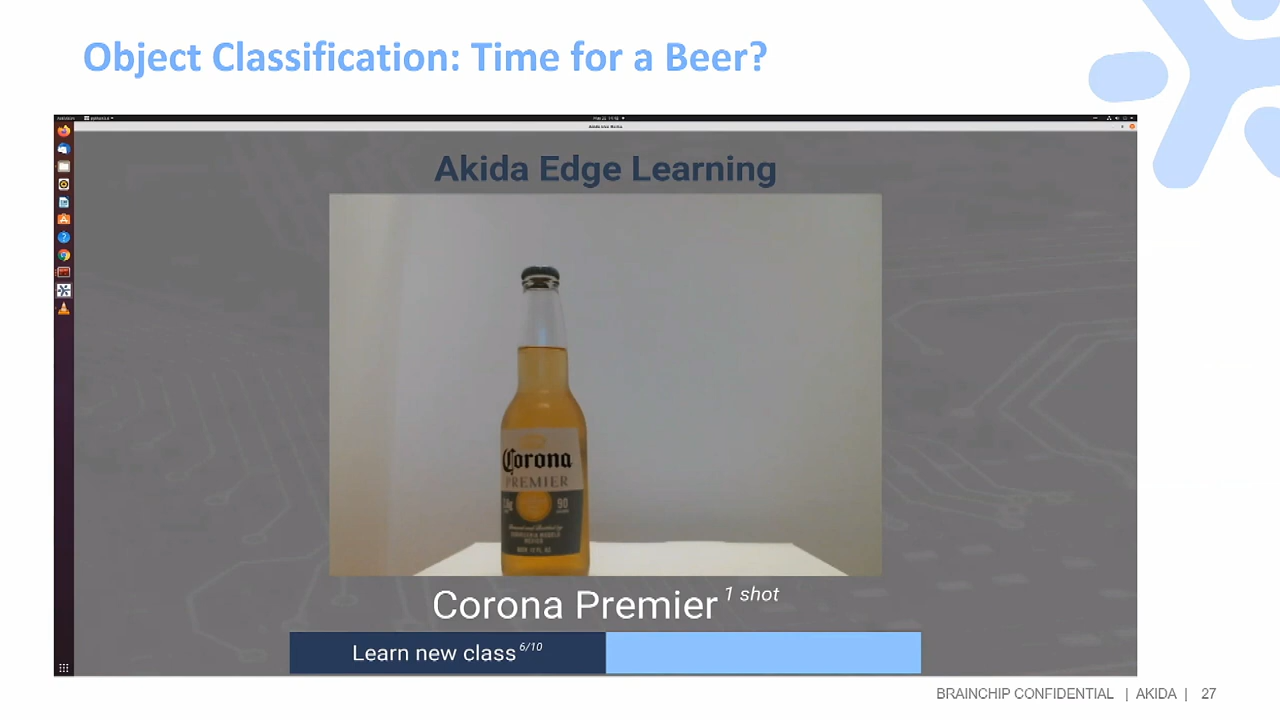 Object Classification: Time for a Beer?
Akida Edge Learning
Corona
PREMIER
90
Corona Premier 1 shot
Learn new class 6/10
BRAINCHIP CONFIDENTIAL | AKIDA | 27